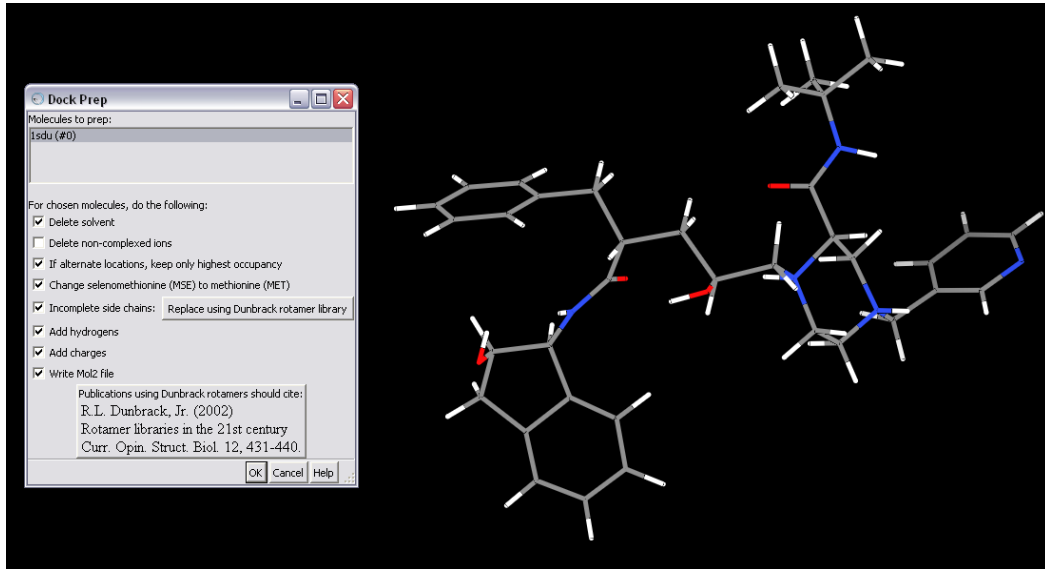 Dock Prep
Molecules to prep:
1sdu (#0)
For chosen molecules, do the following:
Delete solvent
Delete non-complexed ions
If alternate locations, keep only highest occupancy
Change selenomethionine (MSE) to methionine (MET)
Incomplete side chains: Replace using Dunbrack rotamer library
Add hydrogens
Add charges
Write Mol2 file
Publications using Dunbrack rotamers should cite:
R.L. Dunbrack, Jr. (2002)
Rotamer libraries in the 21st century
Curr. Opin. Struct. Biol. 12, 431-440.
OK Cancel Help